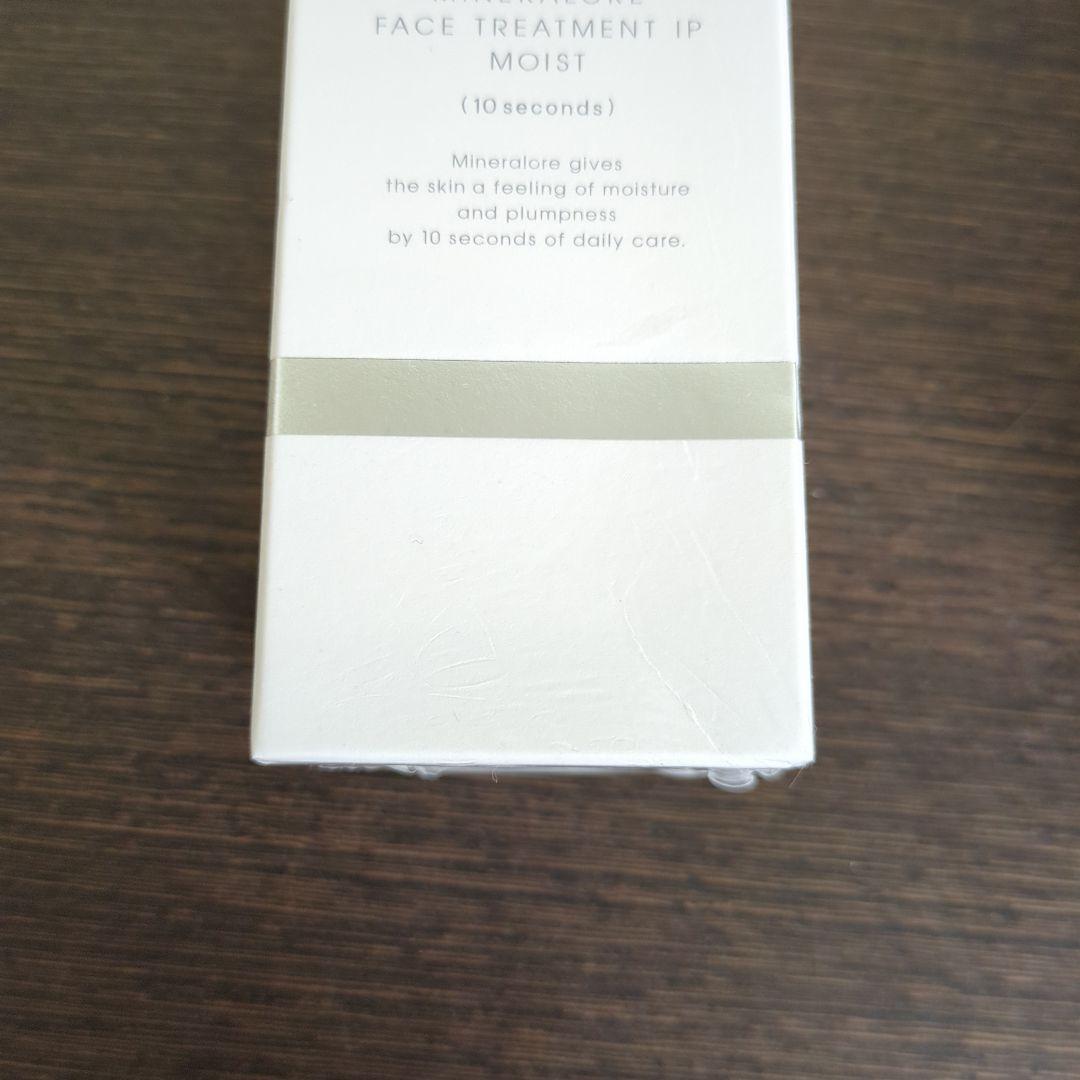 MINERALORE
FACE TREATMENT IP
MOIST
(10 seconds)
Mineralore gives
the skin a feeling of moisture
and plumpness
by 10 seconds of daily care.